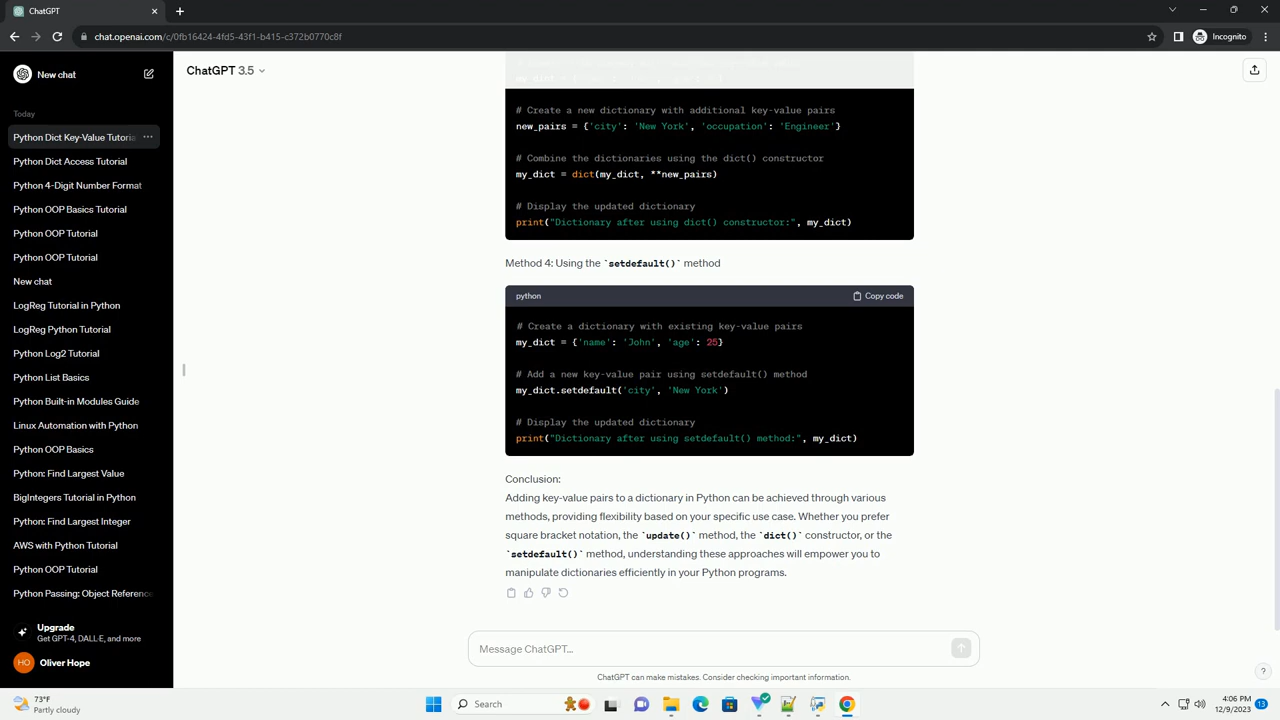 ChatGPT
chat.openai.com/c/0fb16424-4fd5-43f1-b415-c372b0770c8f
Incognito
New chat
ChatGPT 3.5
Today
Python Dict Key-Value Tutoria
Python Dict Access Tutorial
Python 4-Digit Number Format
Python OOP Basics Tutorial
Python OOP Tutorial
Python OOP Tutorial
New chat
LogReg Tutorial in Python
LogReg Python Tutorial
Python Log2 Tutorial
Python List Basics
Python Built-in Modules Guide
Linux Automation with Python
Python OOP Basics
Python Find Largest Value
BigIntegers Tutorial in Python
Python Find Largest Integer
AWS with Python Tutorial
Python OOP Tutorial
Python Passing: Object Reference
Upgrade
Get GPT-4, DALL·E, and more
HO
Oliver Hope
# Create a new dictionary with additional key-value pairs
new_pairs = {'city': 'New York', 'occupation': 'Engineer'}
# Combine the dictionaries using the dict() constructor
my_dict = dict(my_dict, **new_pairs)
# Display the updated dictionary
print("Dictionary after using dict() constructor:", my_dict)
Method 4: Using the `setdefault()` method
python
Copy code
# Create a dictionary with existing key-value pairs
my_dict = {'name': 'John', 'age': 25}
# Add a new key-value pair using setdefault() method
my_dict.setdefault('city', 'New York')
# Display the updated dictionary
print("Dictionary after using setdefault() method:", my_dict)
Conclusion:
Adding key-value pairs to a dictionary in Python can be achieved through various
methods, providing flexibility based on your specific use case. Whether you prefer
square bracket notation, the `update()` method, the `dict()` constructor, or the
`setdefault()` method, understanding these approaches will empower you to
manipulate dictionaries efficiently in your Python programs.
Message ChatGPT...
ChatGPT can make mistakes. Consider checking important information.
?
73°F
Partly cloudy
Search
4:06 PM
12/9/2023
13